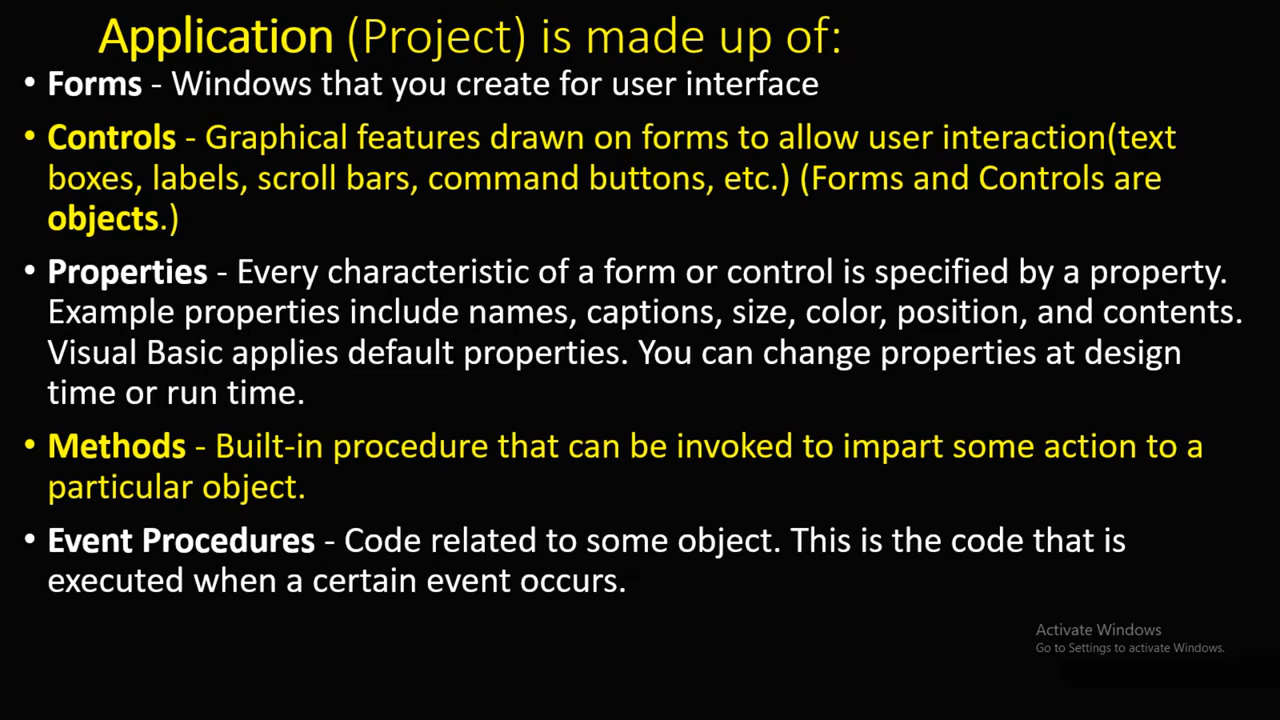 Application (Project) is made up of:
• Forms - Windows that you create for user interface
• Controls - Graphical features drawn on forms to allow user interaction(text
boxes, labels, scroll bars, command buttons, etc.) (Forms and Controls are
objects.)
• Properties - Every characteristic of a form or control is specified by a property.
Example properties include names, captions, size, color, position, and contents.
Visual Basic applies default properties. You can change properties at design
time or run time.
• Methods - Built-in procedure that can be invoked to impart some action to a
particular object.
• Event Procedures - Code related to some object. This is the code that is
executed when a certain event occurs.
Activate Windows
Go to Settings to activate Windows.